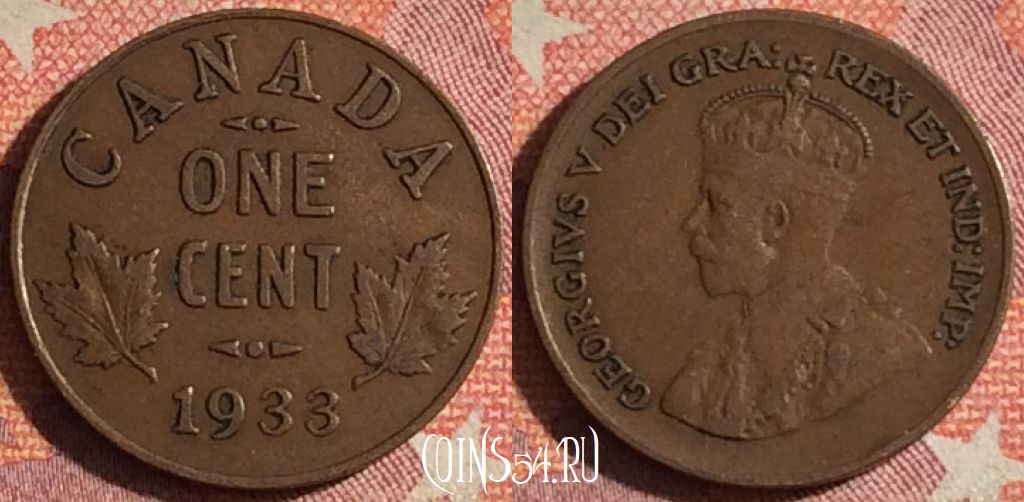 CANADA
ONE
CENT
1933
GEORGIVS V DEI GRA: REX ET IND: IMP:
COINS54.RU